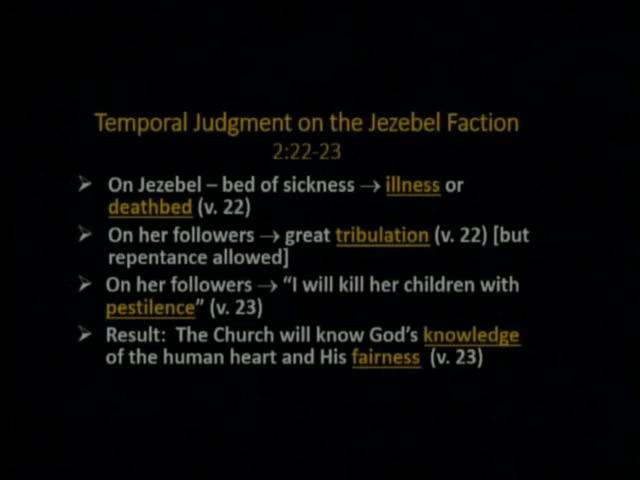 Temporal Judgment on the Jezebel Faction
2:22-23
➢ On Jezebel – bed of sickness → illness or
deathbed (v. 22)
➢ On her followers → great tribulation (v. 22) [but
repentance allowed]
➢ On her followers → “I will kill her children with
pestilence” (v. 23)
➢ Result:  The Church will know God’s knowledge
of the human heart and His fairness  (v. 23)